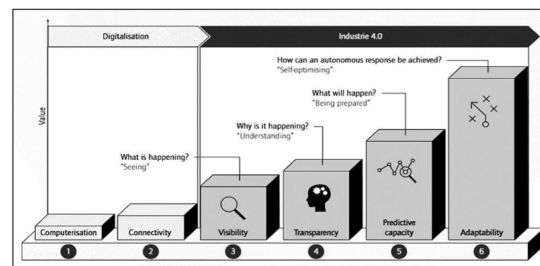 Digitalisation
Industrie 4.0
How can an autonomous response be achieved?
"Self-optimising"
What will happen?
"Being prepared"
Why is it happening?
"Understanding"
What is happening?
"Seeing"
Value
Computerisation
Connectivity
Visibility
Transparency
Predictive
capacity
Adaptability
1
2
3
4
5
6